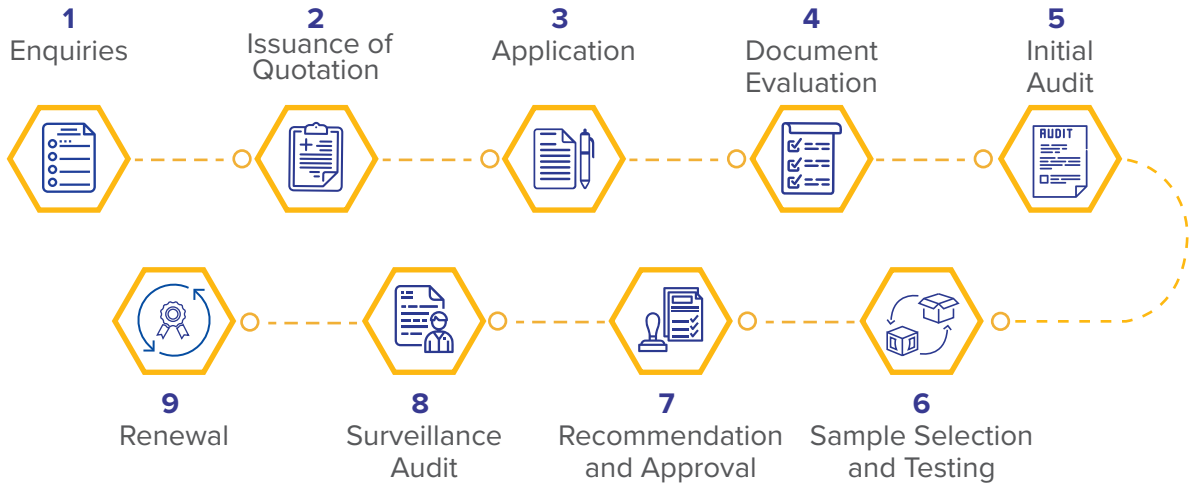 1
Enquiries
2
Issuance of
Quotation
3
Application
4
Document
Evaluation
5
Initial
Audit
AUDIT
9
Renewal
8
Surveillance
Audit
7
Recommendation
and Approval
6
Sample Selection
and Testing